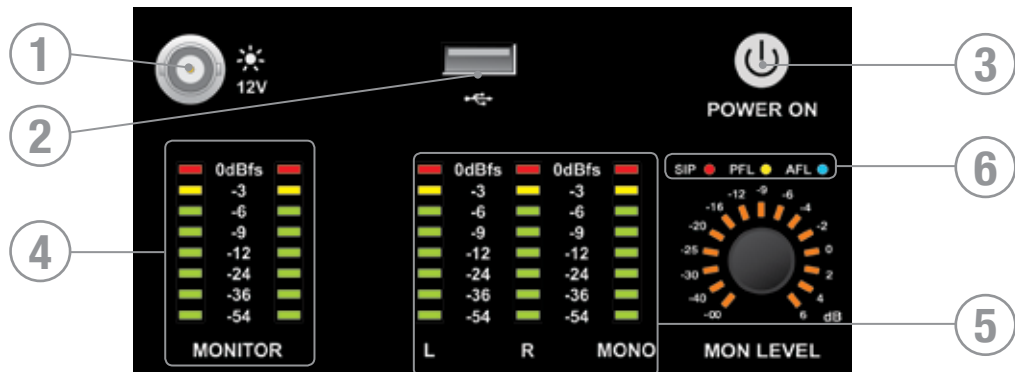 1
12V
2
3
POWER ON
0dBfs
-3
-6
-9
-12
-24
-36
-54
MONITOR
4
0dBfs 0dBfs
-3 -3
-6 -6
-9 -9
-12 -12
-24 -24
-36 -36
-54 -54
L R MONO
5
SIP PFL AFL
6
-12 -9 -6
-16 -4
-20 -2
-25 0
-30 2
-40 4
-00 6 dB
MON LEVEL